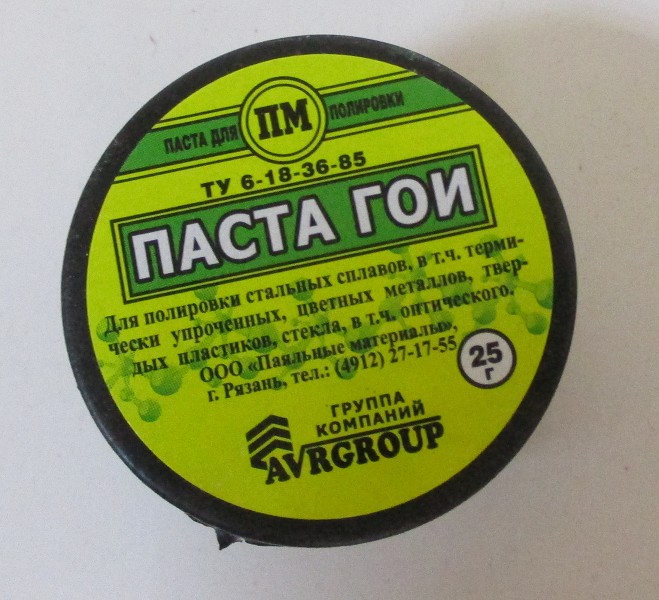 ПАСТА ДЛЯ ПМ ПОЛИРОВКИ
ТУ 6-18-36-85
ПАСТА ГОИ
Для полировки стальных сплавов, в т.ч. терми-
чески упроченных, цветных металлов, твер-
дых пластиков, стекла, в т.ч. оптического.
ООО «Паяльные материалы»,
г. Рязань, тел.: (4912) 27-17-55
25
г
ГРУППА
КОМПАНИЙ
AVRGROUP